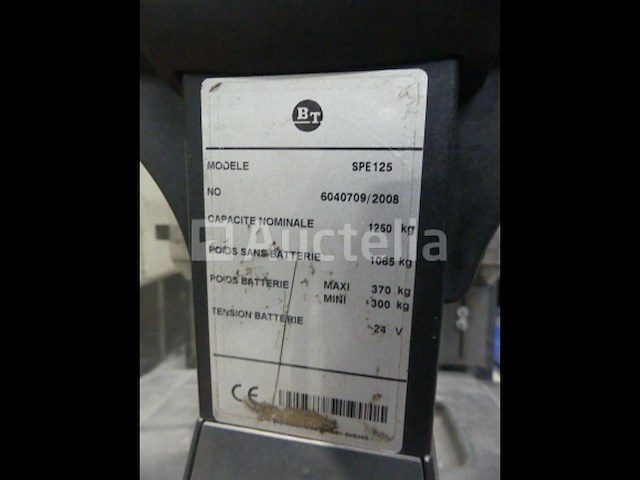 BT
MODELE SPE125
NO 6040709/2008
CAPACITE NOMINALE 1250 kg
Auctelia
POIDS SANS BATTERIE 1065 kg
POIDS BATTERIE MAXI 370 kg
MINI 300 kg
TENSION BATTERIE 24 V
CE